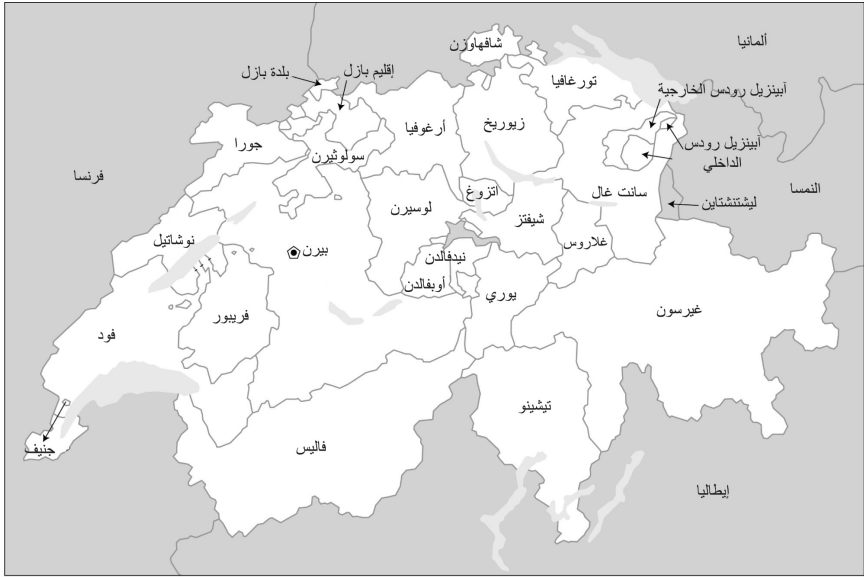 ألمانيا
شافهاوزن
بلدة بازل
إقليم بازل
تورغافيا
آبينزيل رودس الخارجية
أرغوفيا
زيوريخ
جورا
سولوثيرن
آبينزيل رودس
الداخلي
فرنسا
النمسا
سانت غال
اتزوغ
ليشتنشتاين
لوسيرن
شيفتز
نوشاتيل
غلاروس
بيرن
نيدفالدن
أوبفالدن
يوري
غيرسون
فريبور
فود
تيشينو
فاليس
جنيف
إيطاليا